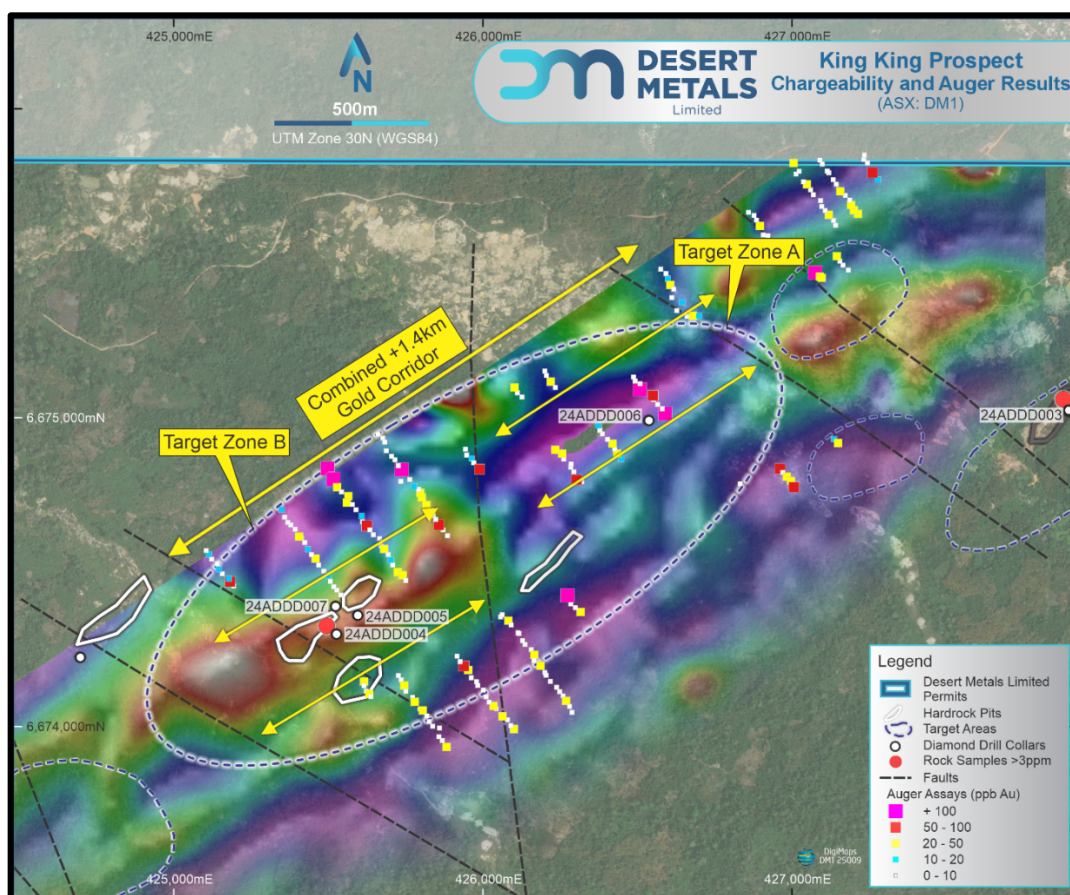 425,000mE
426,000mE
427,000mE
N
500m
UTM Zone 30N (WGS84)
dm
DESERT
METALS
Limited
King King Prospect
Chargeability and Auger Results
(ASX: DM1)
Target Zone A
Combined +1.4km
Gold Corridor
Target Zone B
6,675,000mN
24ADDD006
24ADDD003
24ADDD007
24ADDD005
24ADDD004
6,674,000mN
Legend
Desert Metals Limited
Permits
Hardrock Pits
Target Areas
Diamond Drill Collars
Rock Samples >3ppm
Faults
Auger Assays (ppb Au)
+ 100
50 - 100
20 - 50
10 - 20
0 - 10
DigiMaps
DM1 25009
425,000mE
426,000mE
427,000mE